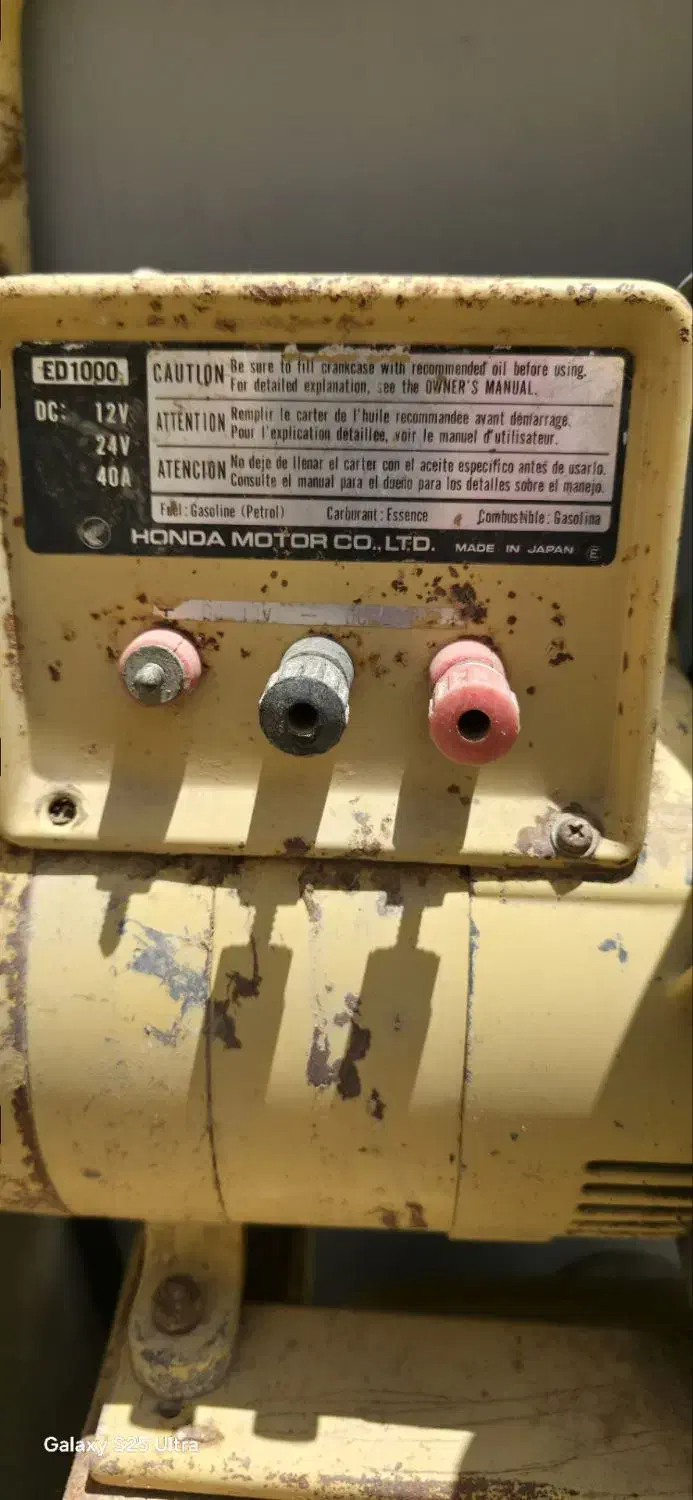 ED1000
DC: 12V
24V
40A
CAUTION Be sure to fill crankcase with recommended oil before using.
For detailed explanation, see the OWNER'S MANUAL.
ATTENTION Remplir le carter de l'huile recommandee avant demarrage.
Pour l'explication detaillee, voir le manuel d'utilisateur.
ATENCION No deje de llenar el carter con el aceite especifico antes de usarlo.
Consulte el manual para el dueño para los detalles sobre el manejo.
Fuel: Gasoline (Petrol) Carburant: Essence Combustible: Gasolina
HONDA MOTOR CO., LTD. MADE IN JAPAN E
+ DC 12V —
Galaxy S25 Ultra